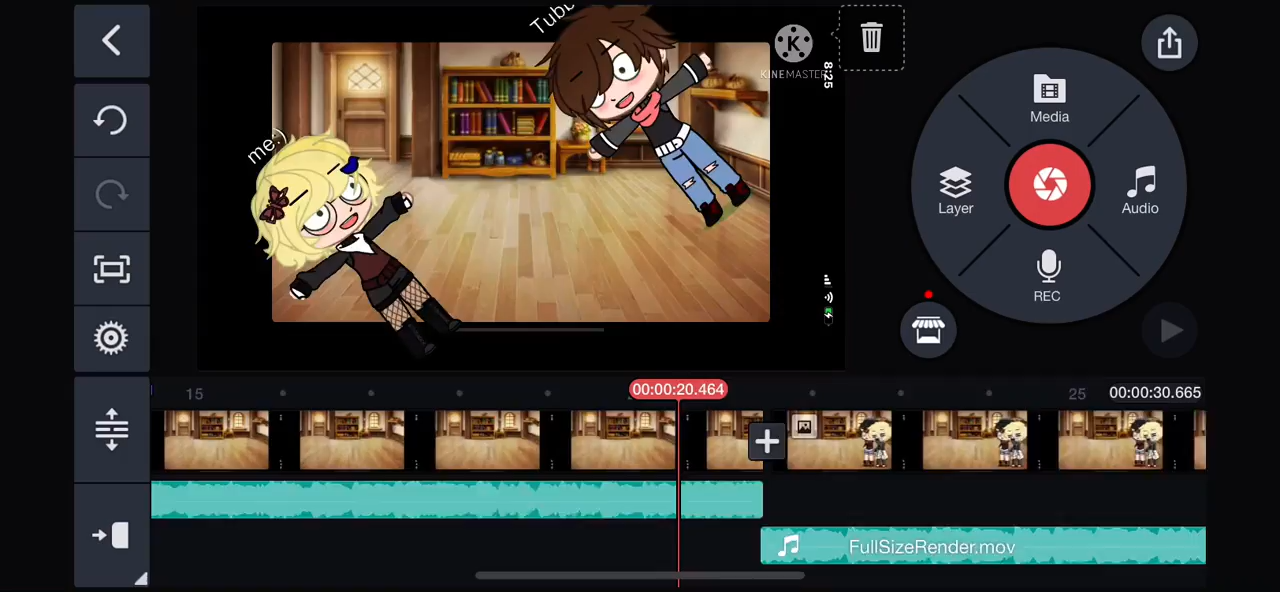 Tubb
me:)
KINEMASTER
8:25
Media
Layer
Audio
REC
15
00:00:20.464
25
00:00:30.665
FullSizeRender.mov